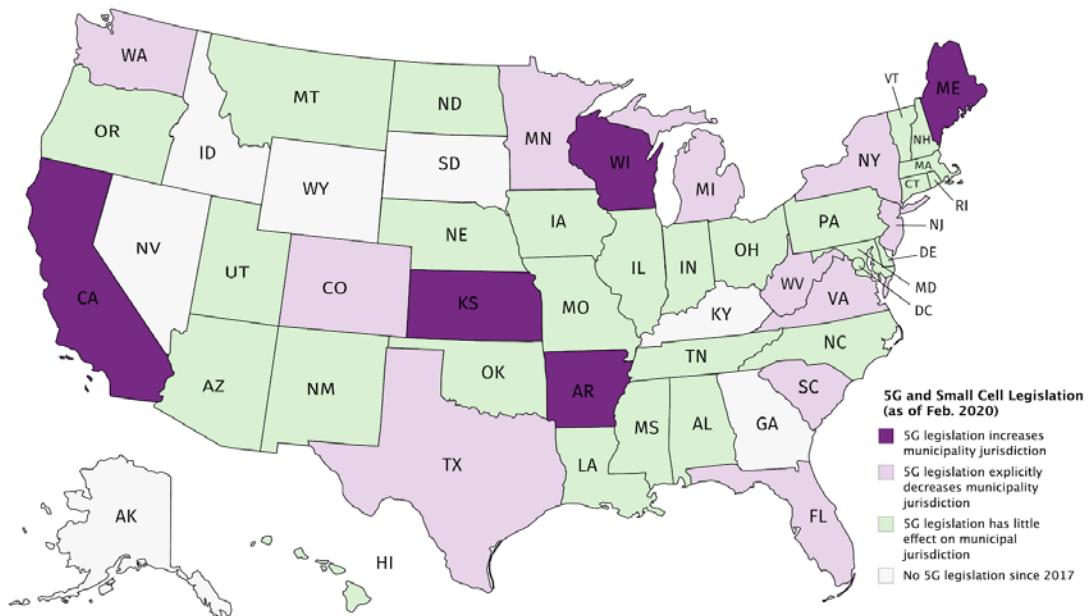 WA
MT
ND
MN
ME
VT
OR
ID
SD
WI
NH
NY
MA
WY
MI
CT
RI
IA
NE
PA
NJ
NV
OH
UT
IL
IN
DE
CO
WV
MD
CA
KS
MO
VA
DC
KY
NC
TN
OK
AZ
NM
AR
SC
MS
AL
GA
TX
LA
FL
AK
HI
5G and Small Cell Legislation
(as of Feb. 2020)
5G legislation increases
municipality jurisdiction
5G legislation explicitly
decreases municipality
jurisdiction
5G legislation has little
effect on municipal
jurisdiction
No 5G legislation since 2017